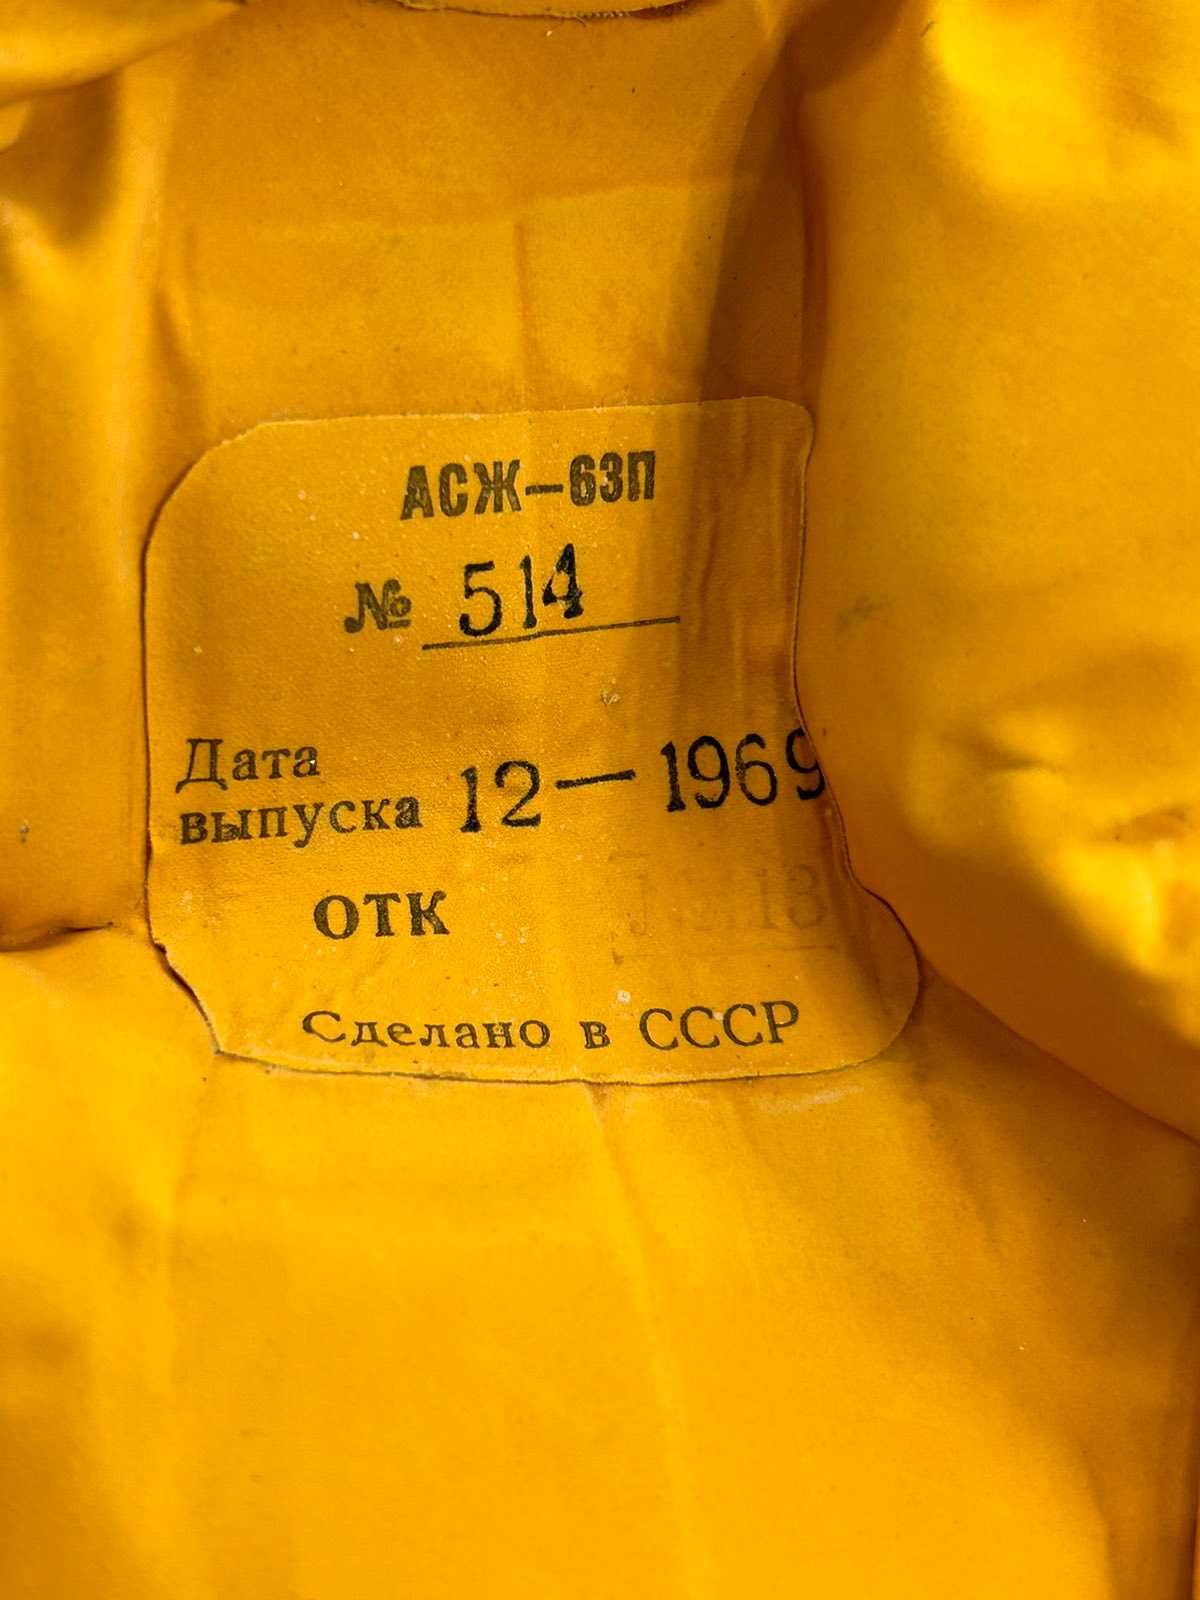 АСЖ-63П
№ 514
Дата
выпуска 12-1969
ОТК
Сделано в СССР